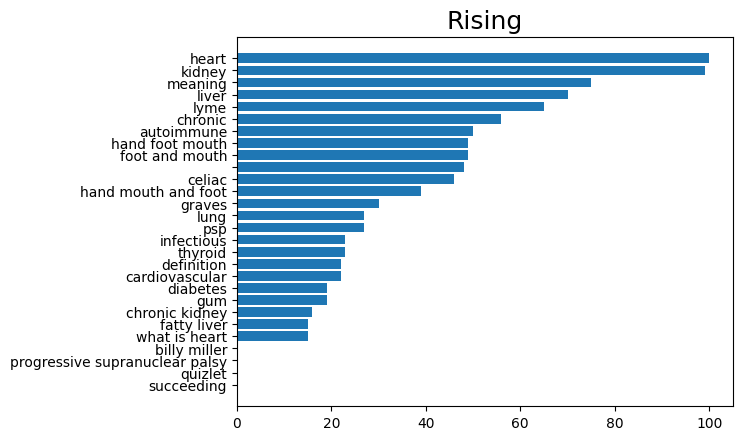 Rising
heart
kidney
meaning
liver
lyme
chronic
autoimmune
hand foot mouth
foot and mouth
celiac
hand mouth and foot
graves
lung
psp
infectious
thyroid
definition
cardiovascular
diabetes
gum
chronic kidney
fatty liver
what is heart
billy miller
progressive supranuclear palsy
quizlet
succeeding
0 20 40 60 80 100